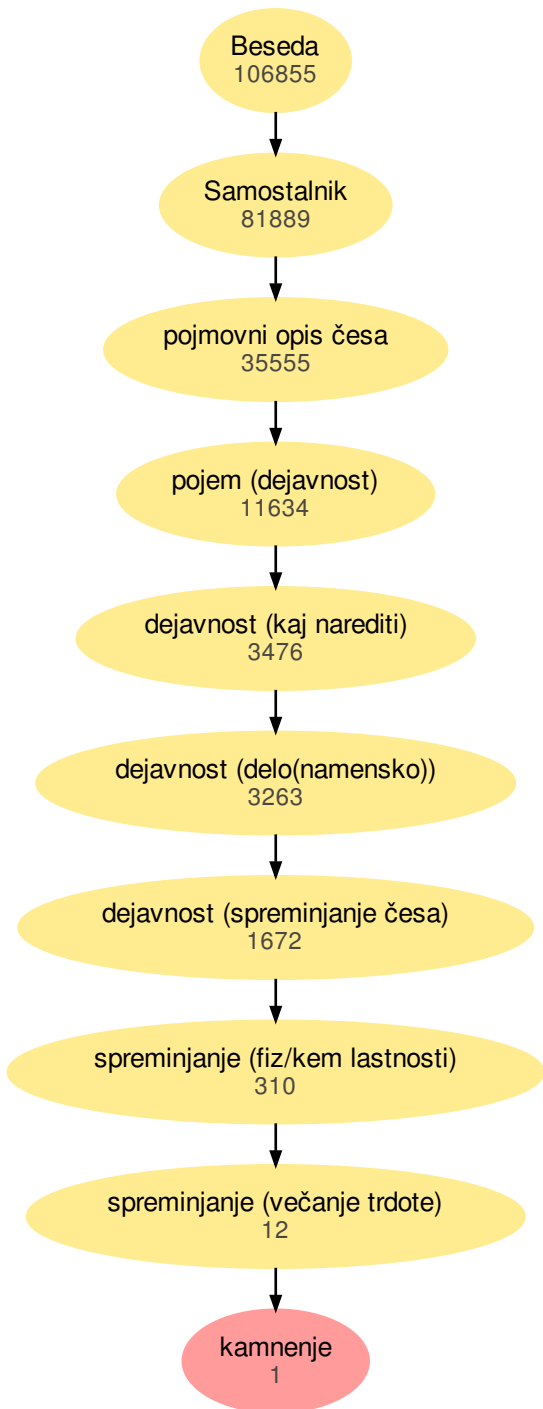 Beseda
106855
Samostalnik
81889
pojmovni opis česa
35555
pojem (dejavnost)
11634
dejavnost (kaj narediti)
3476
dejavnost (delo(namensko))
3263
dejavnost (spreminjanje česa)
1672
spreminjanje (fiz/kem lastnosti)
310
spreminjanje (večanje trdote)
12
kamnenje
1